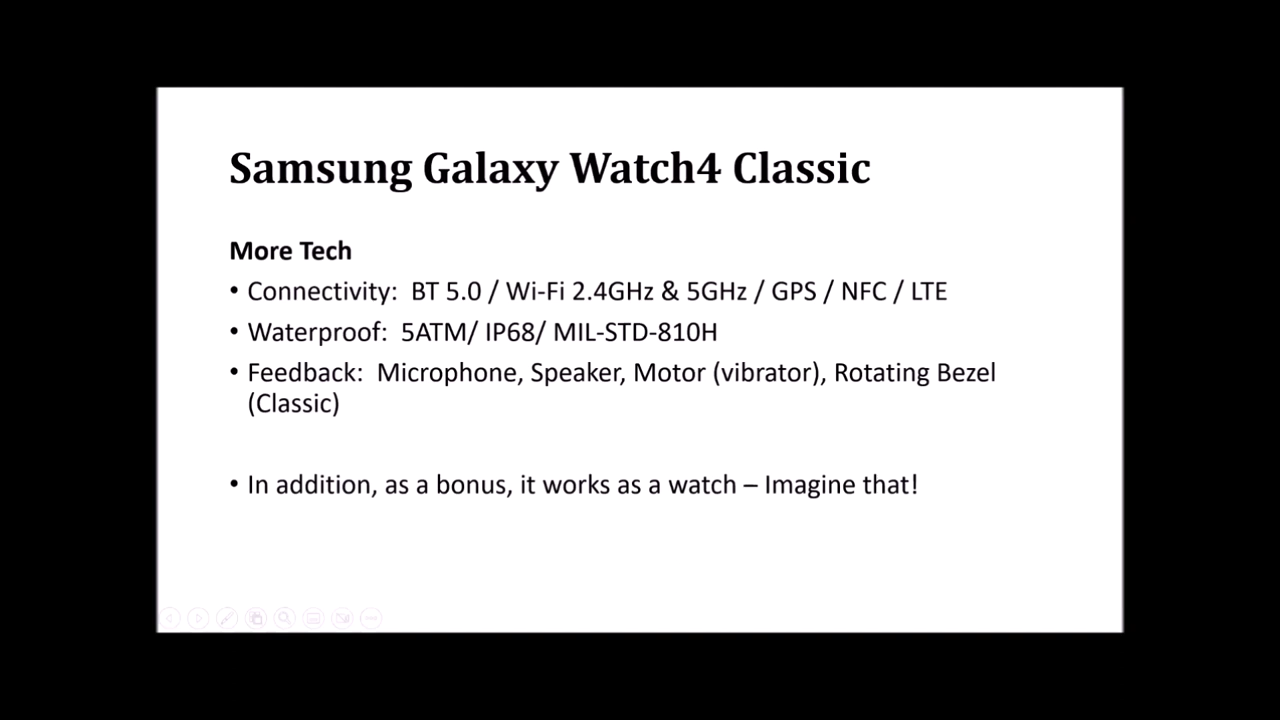 Samsung Galaxy Watch4 Classic
More Tech
• Connectivity:  BT 5.0 / Wi-Fi 2.4GHz & 5GHz / GPS / NFC / LTE
• Waterproof:  5ATM/ IP68/ MIL-STD-810H
• Feedback:  Microphone, Speaker, Motor (vibrator), Rotating Bezel
(Classic)
• In addition, as a bonus, it works as a watch – Imagine that!